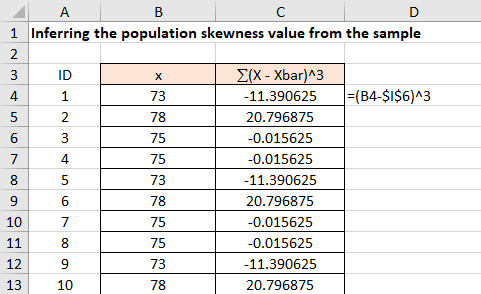 A B C D
1 Inferring the population skewness value from the sample
2
3 ID x ∑(X - Xbar)^3
4 1 73 -11.390625 =(B4-$I$6)^3
5 2 78 20.796875
6 3 75 -0.015625
7 4 75 -0.015625
8 5 73 -11.390625
9 6 78 20.796875
10 7 75 -0.015625
11 8 75 -0.015625
12 9 73 -11.390625
13 10 78 20.796875